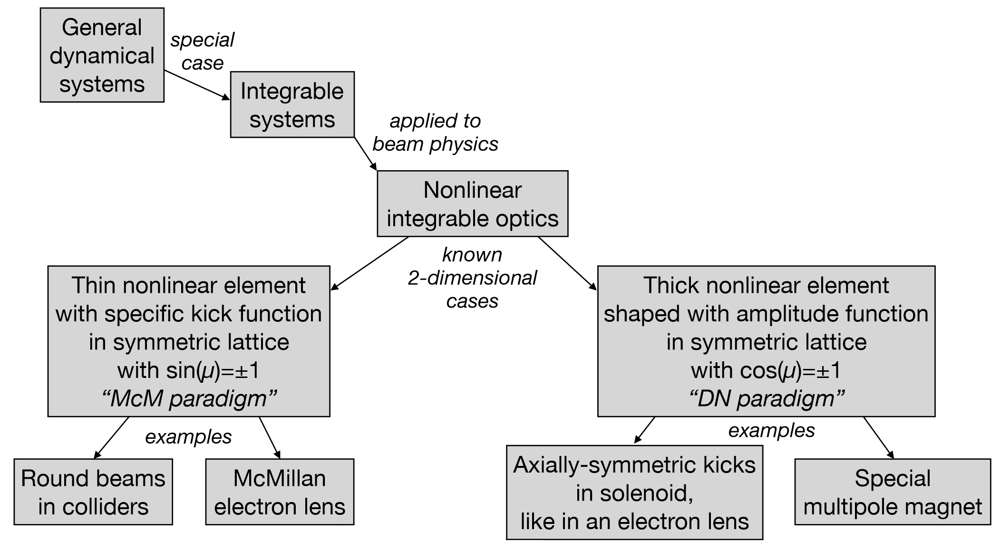 General
dynamical
systems
special
case
Integrable
systems
applied to
beam physics
Nonlinear
integrable optics
known
2-dimensional
cases
Thin nonlinear element
with specific kick function
in symmetric lattice
with sin(μ)=±1
“McM paradigm”
Thick nonlinear element
shaped with amplitude function
in symmetric lattice
with cos(μ)=±1
“DN paradigm”
examples
Round beams
in colliders
McMillan
electron lens
examples
Axially-symmetric kicks
in solenoid,
like in an electron lens
Special
multipole magnet